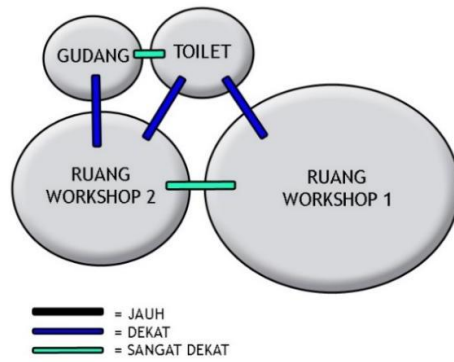 GUDANG
TOILET
RUANG
WORKSHOP 2
RUANG
WORKSHOP 1
= JAUH
= DEKAT
= SANGAT DEKAT